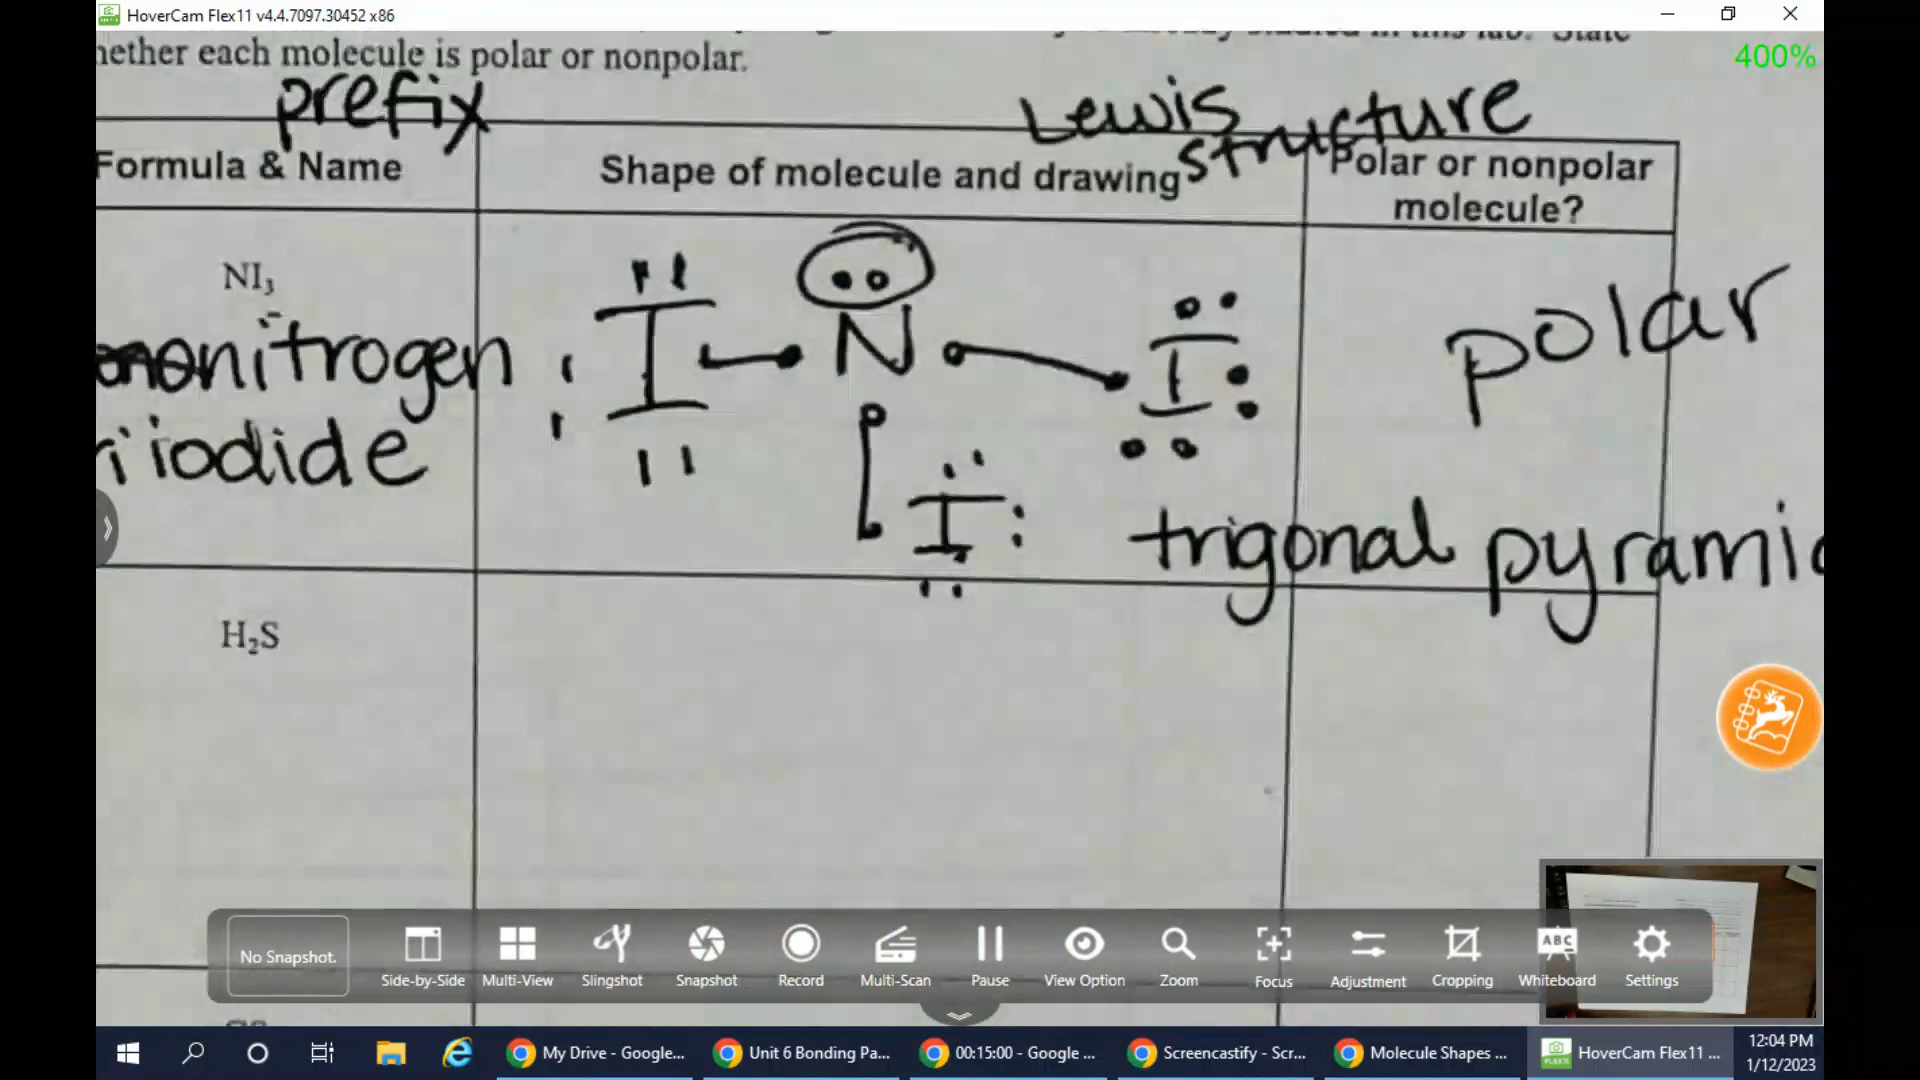 HoverCam Flex11 v4.4.7097.30452 x86
400%
hether each molecule is polar or nonpolar.
prefix
Lewis
structure
Formula & Name
Shape of molecule and drawing
Polar or nonpolar
molecule?
NI₃
nitrogen
iodide
I N I
I
polar
trigonal pyramid
H₂S
No Snapshot.
Side-by-Side
Multi-View
Slingshot
Snapshot
Record
Multi-Scan
Pause
View Option
Zoom
Focus
Adjustment
Cropping
ABC
Whiteboard
Settings
My Drive - Google...
Unit 6 Bonding Pa...
00:15:00 - Google ...
Screencastify - Scr...
Molecule Shapes ...
HoverCam Flex11 ...
12:04 PM
1/12/2023